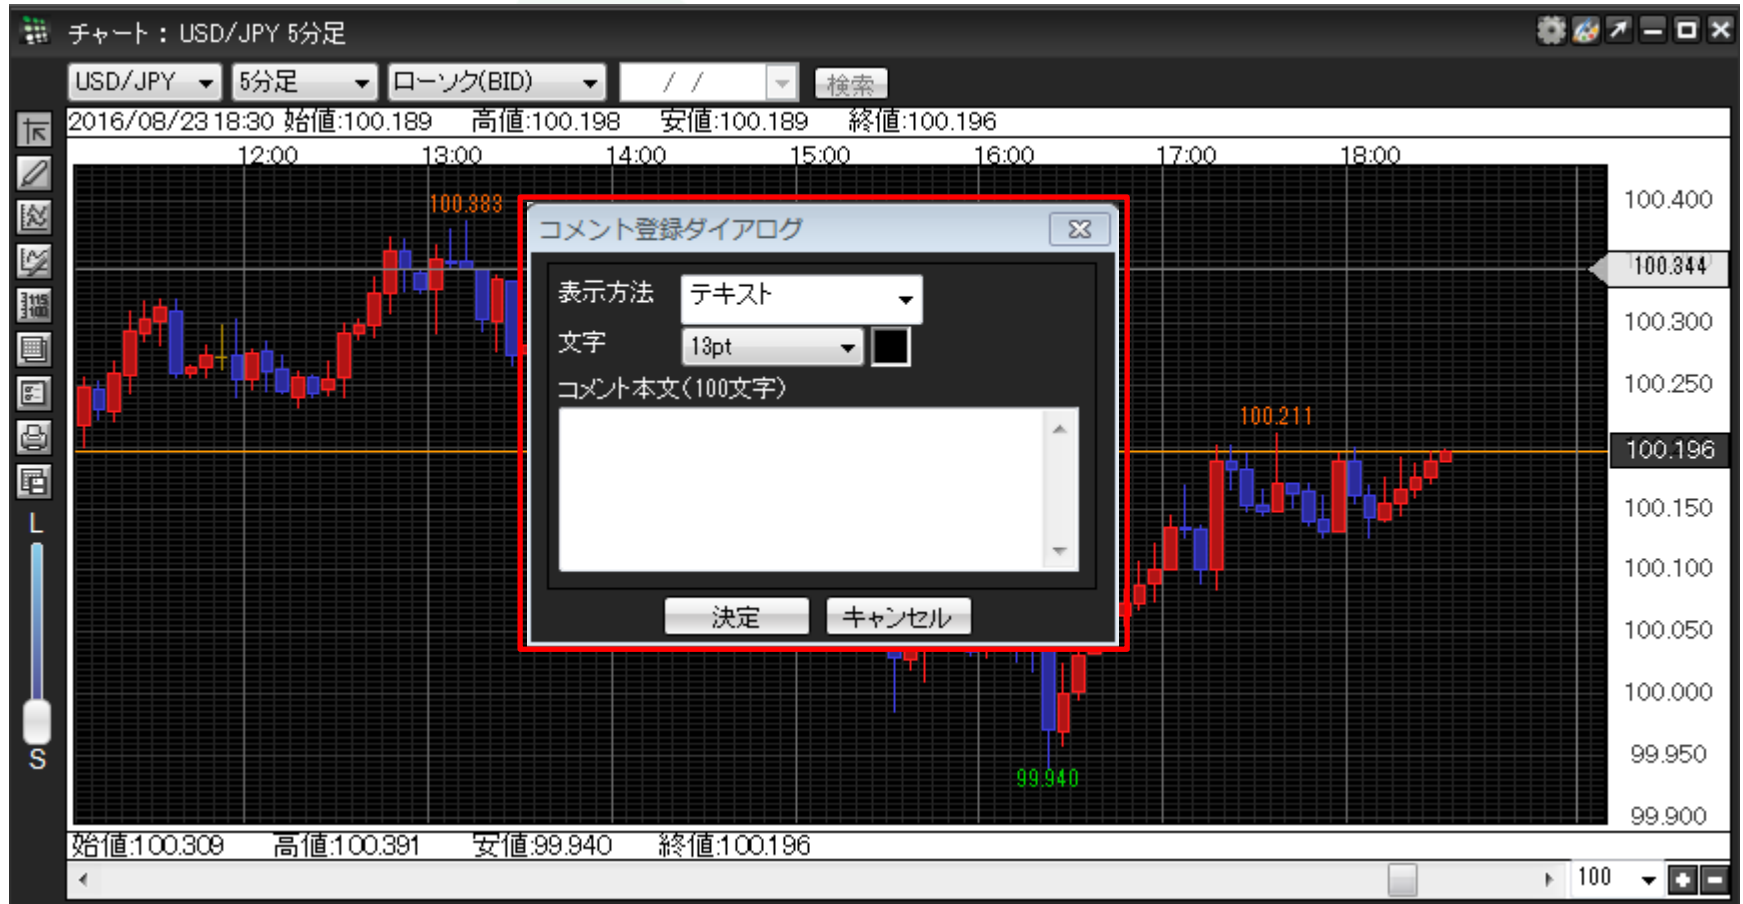 チャート：USD/JPY 5分足
USD/JPY 5分足 ローソク(BID) / / 検索
2016/08/23 18:30 始値:100.189 高値:100.198 安値:100.189 終値:100.196
12:00 13:00 14:00 15:00 16:00 17:00 18:00
100.383
100.400
コメント登録ダイアログ
100.344
表示方法 テキスト
100.300
文字 13pt
コメント本文(100文字)
100.250
100.211
100.196
L
100.150
100.100
決定 キャンセル
100.050
100.000
S
99.950
99.940
99.900
始値:100.309 高値:100.391 安値:99.940 終値:100.196
100